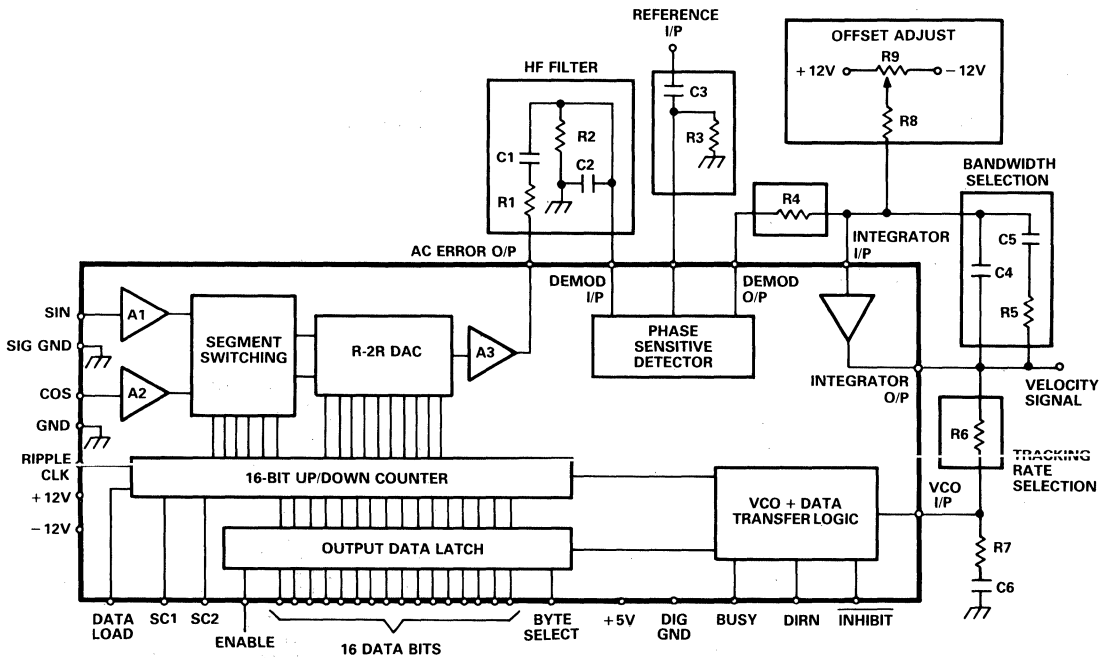 REFERENCE
I/P
OFFSET ADJUST
R9
+12V
-12V
R8
HF FILTER
C3
R3
C1
R2
C2
R1
BANDWIDTH
SELECTION
R4
C5
C4
R5
AC ERROR O/P
DEMOD
I/P
DEMOD
O/P
INTEGRATOR
I/P
SIN
A1
SIG GND
SEGMENT
SWITCHING
R-2R DAC
A3
PHASE
SENSITIVE
DETECTOR
COS
A2
INTEGRATOR
O/P
VELOCITY
SIGNAL
GND
R6
RIPPLE
CLK
TRACKING
RATE
SELECTION
16-BIT UP/DOWN COUNTER
+12V
VCO + DATA
TRANSFER LOGIC
VCO
I/P
-12V
OUTPUT DATA LATCH
R7
C6
DATA
LOAD
SC1
SC2
ENABLE
16 DATA BITS
BYTE
SELECT
+5V
DIG
GND
BUSY
DIRN
INHIBIT